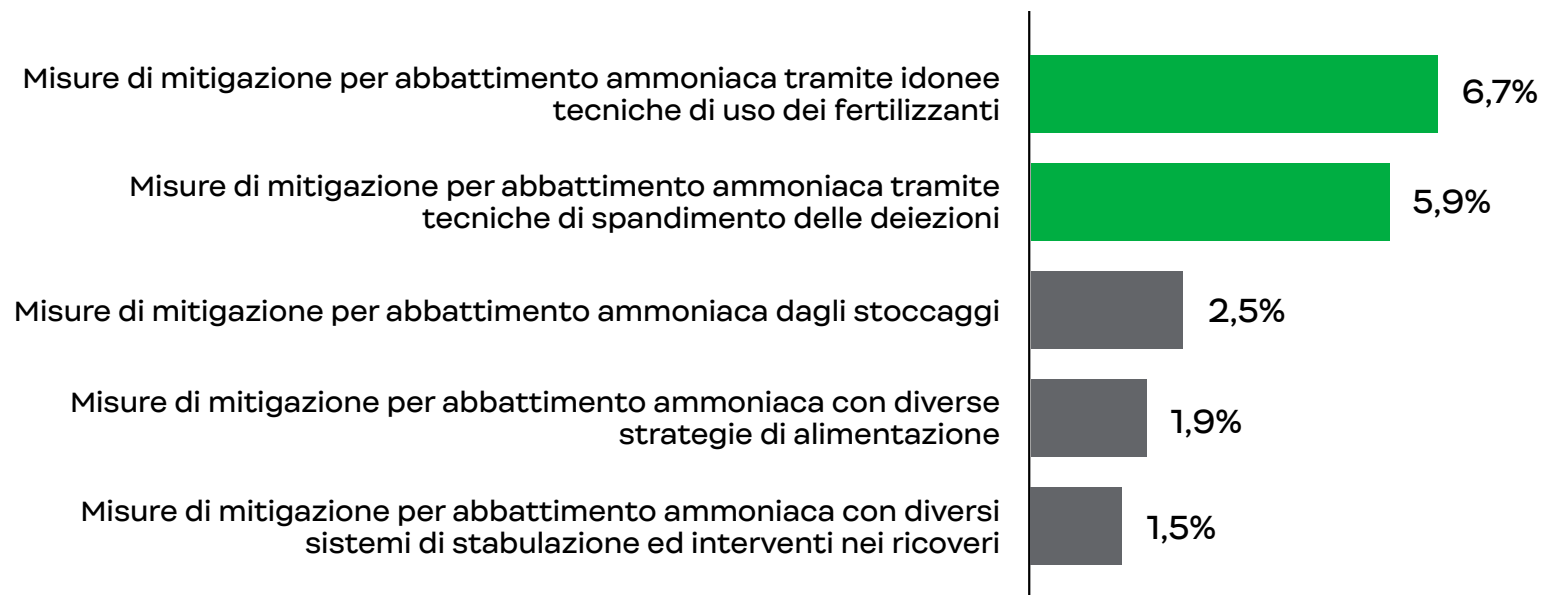 Misure di mitigazione per abbattimento ammoniaca tramite idonee
tecniche di uso dei fertilizzanti
6,7%
Misure di mitigazione per abbattimento ammoniaca tramite
tecniche di spandimento delle deiezioni
5,9%
Misure di mitigazione per abbattimento ammoniaca dagli stoccaggi
2,5%
Misure di mitigazione per abbattimento ammoniaca con diverse
strategie di alimentazione
1,9%
Misure di mitigazione per abbattimento ammoniaca con diversi
sistemi di stabulazione ed interventi nei ricoveri
1,5%